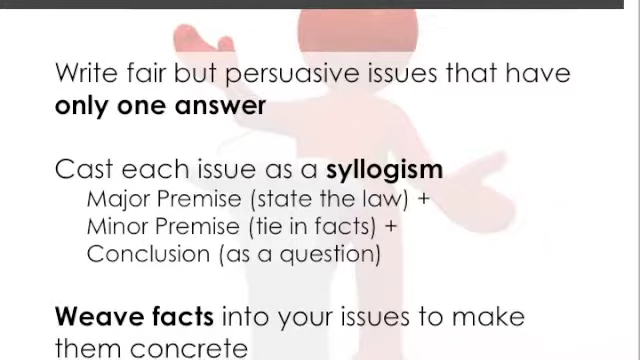 Write fair but persuasive issues that have
only one answer
Cast each issue as a syllogism
Major Premise (state the law) +
Minor Premise (tie in facts) +
Conclusion (as a question)
Weave facts into your issues to make
them concrete